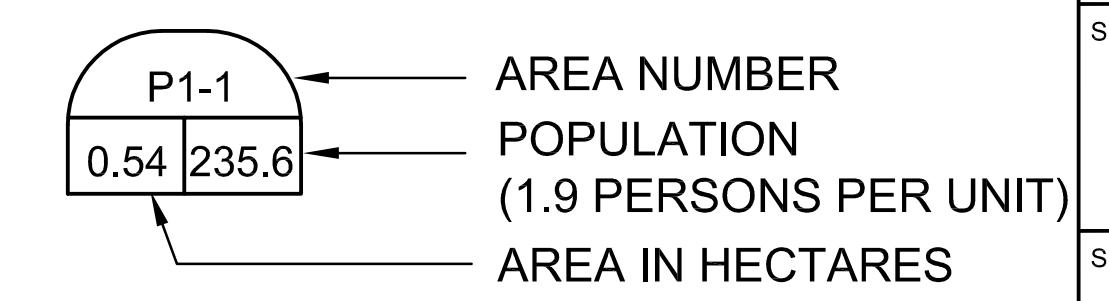 P1-1
0.54 235.6
AREA NUMBER
POPULATION
(1.9 PERSONS PER UNIT)
AREA IN HECTARES
S
S